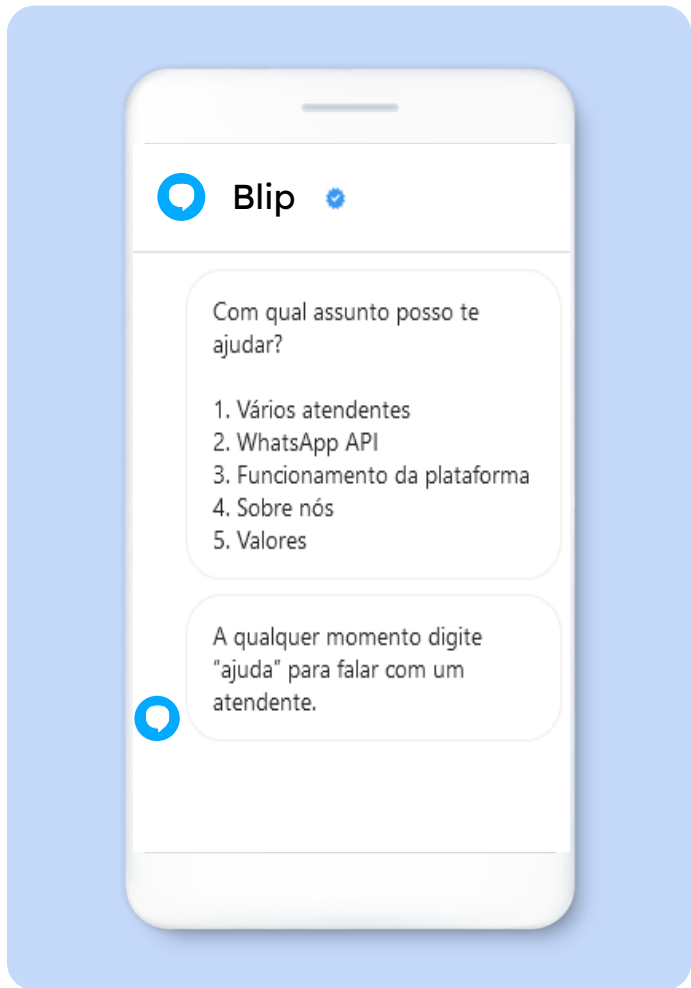 Blip
Com qual assunto posso te
ajudar?
1. Vários atendentes
2. WhatsApp API
3. Funcionamento da plataforma
4. Sobre nós
5. Valores
A qualquer momento digite
“ajuda” para falar com um
atendente.